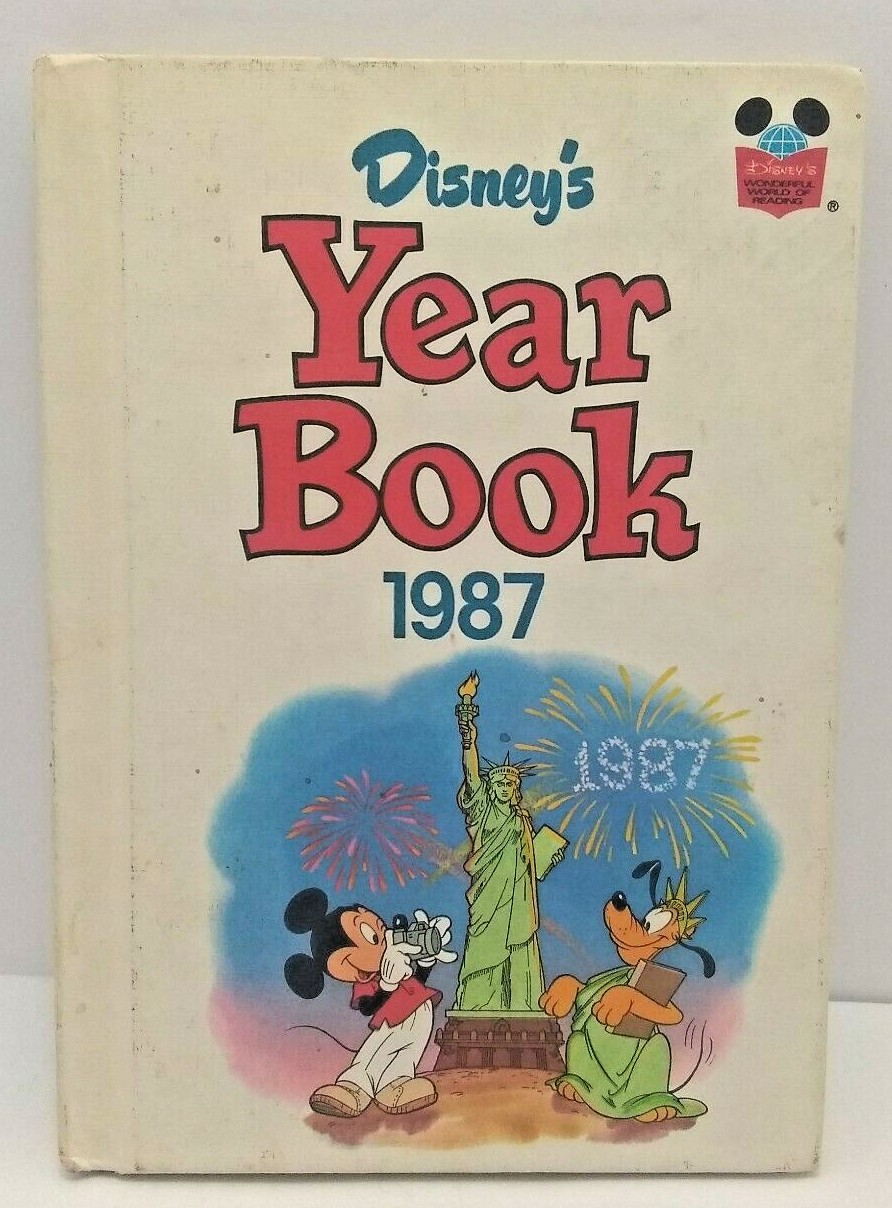 Disney's
WONDERFUL
WORLD OF
READING
®
Disney's
Year
Book
1987
1987